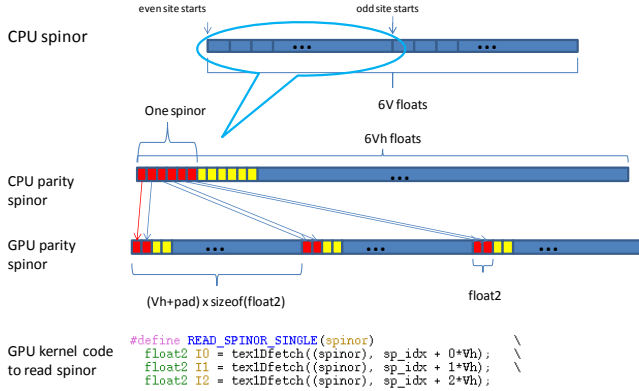 even site starts
odd site starts
CPU spinor
...
...
6V floats
One spinor
6Vh floats
CPU parity
spinor
...
GPU parity
spinor
...
...
...
(Vh+pad) x sizeof(float2)
float2
GPU kernel code
to read spinor
#define READ_SPINOR_SINGLE(spinor) \
float2 I0 = tex1Dfetch((spinor), sp_idx + 0*Vh); \
float2 I1 = tex1Dfetch((spinor), sp_idx + 1*Vh); \
float2 I2 = tex1Dfetch((spinor), sp_idx + 2*Vh);